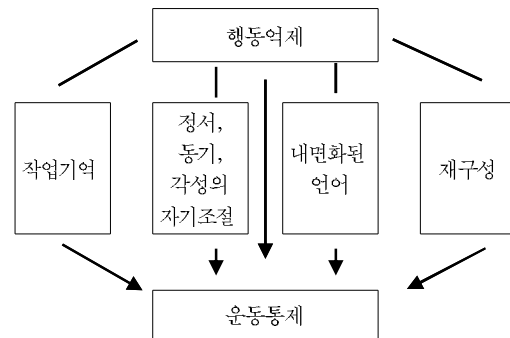 행동억제
작업기억
정서,
동기,
각성의
자기조절
내면화된
언어
재구성
운동통제